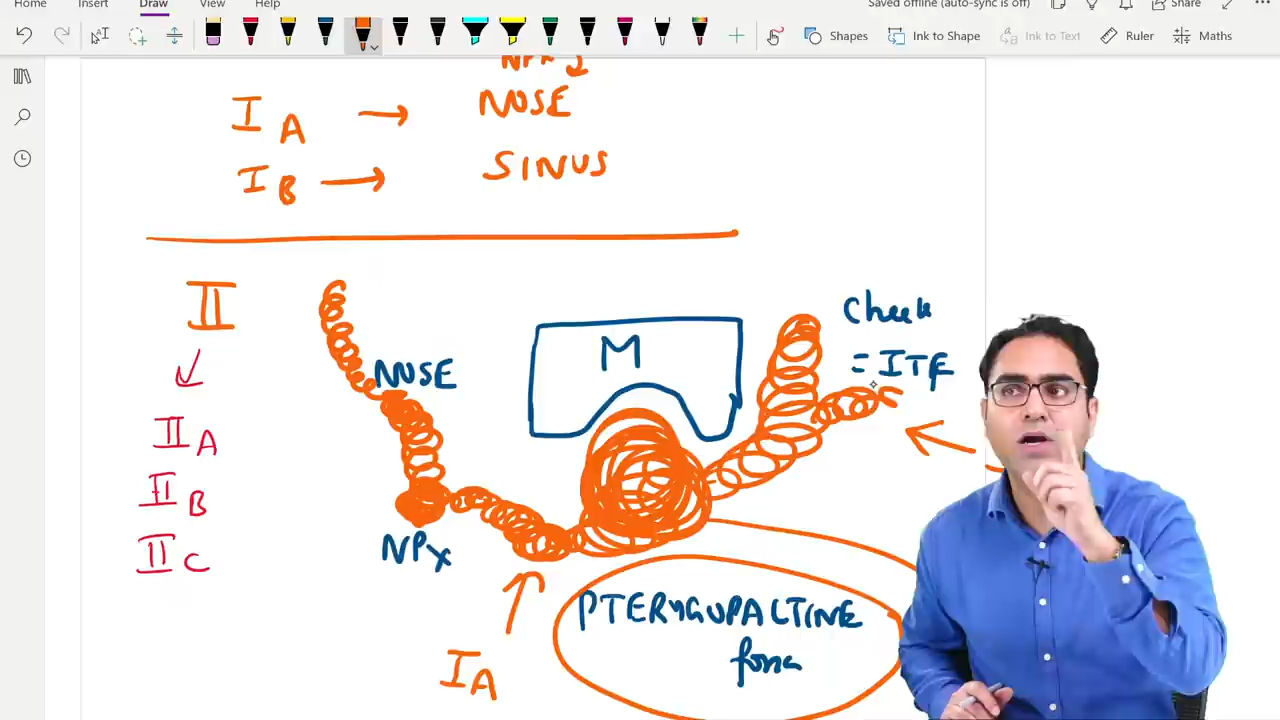 Home Insert Draw View Help Saved offline (auto-sync is off) Share
Shapes Ink to Shape Ink to Text Ruler Maths
NPx
I A → NOSE
I B → SINUS
II
II A
II B
II C
NOSE
M
Cheek
= ITF
NPx
I A
PTERYGOPALTINE
fossa